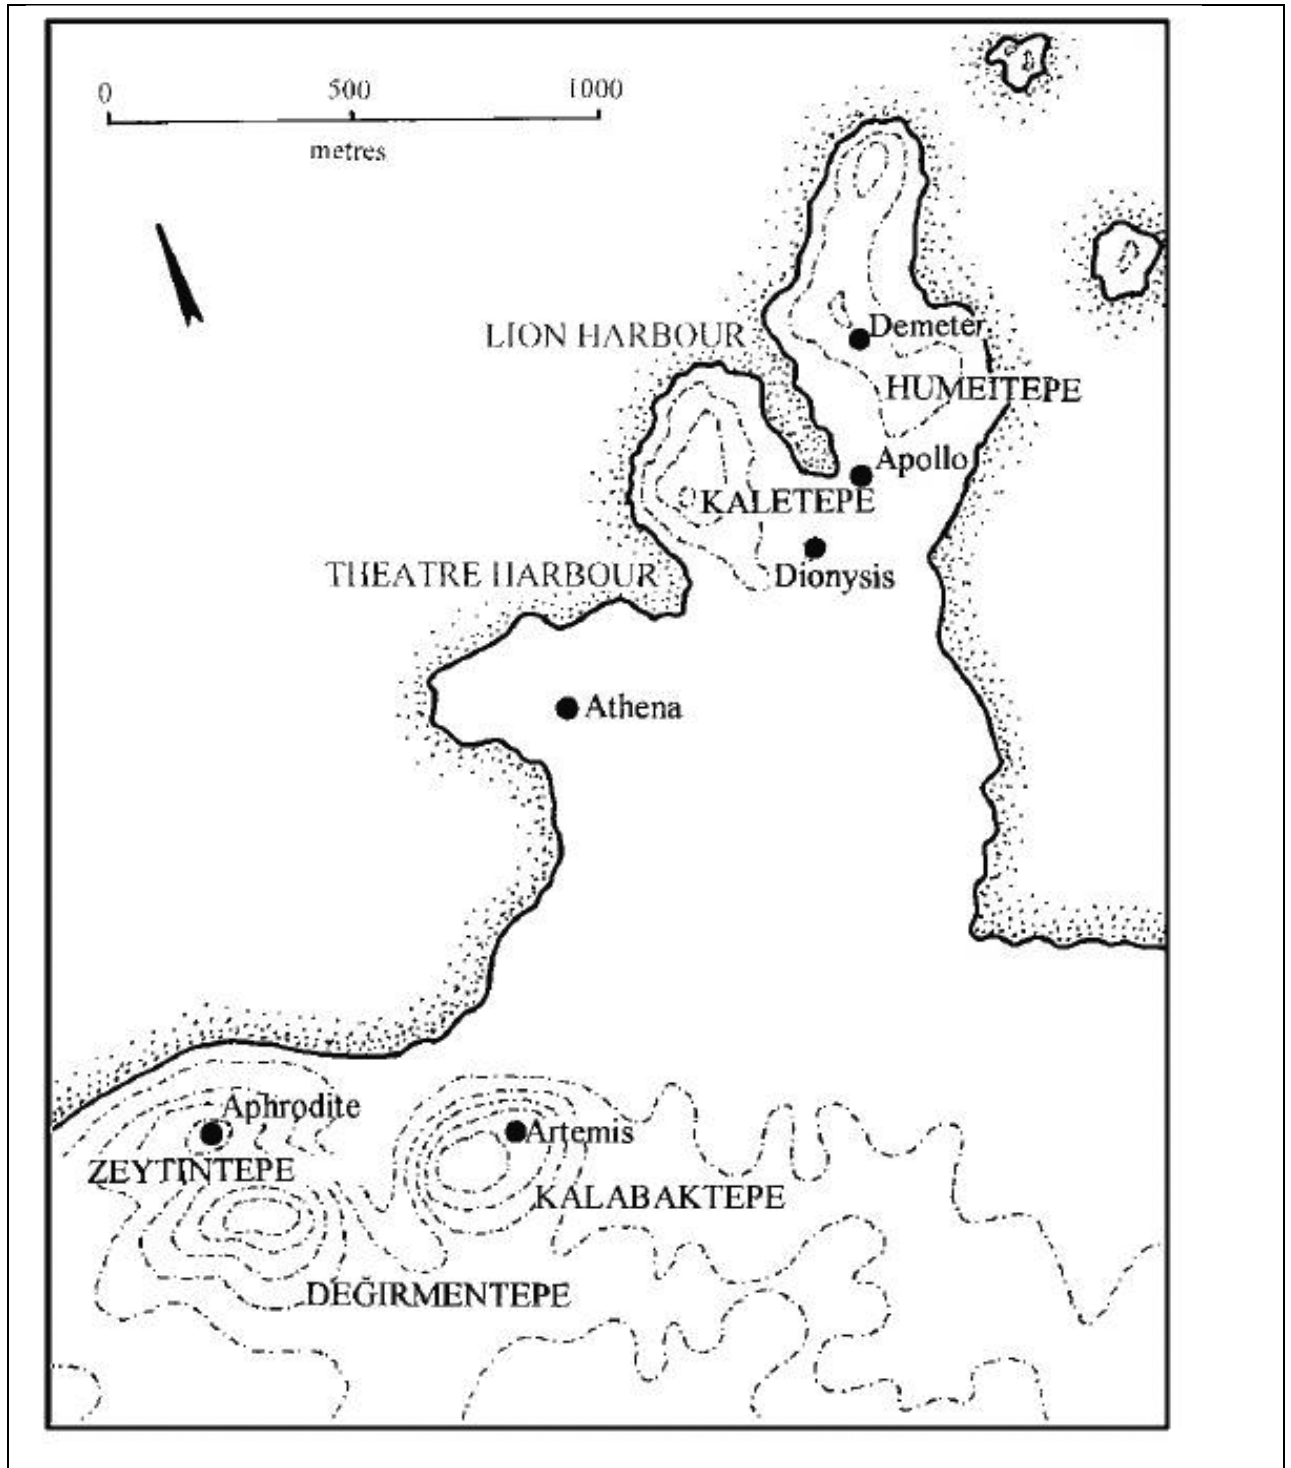 0 500 1000
metres
LION HARBOUR
Demeter
HUMEITEPE
Apollo
KALETEPE
THEATRE HARBOUR
Dionysis
Athena
Aphrodite
Artemis
ZEYTINTEPE
KALABAKTEPE
DEĞIRMENTEPE